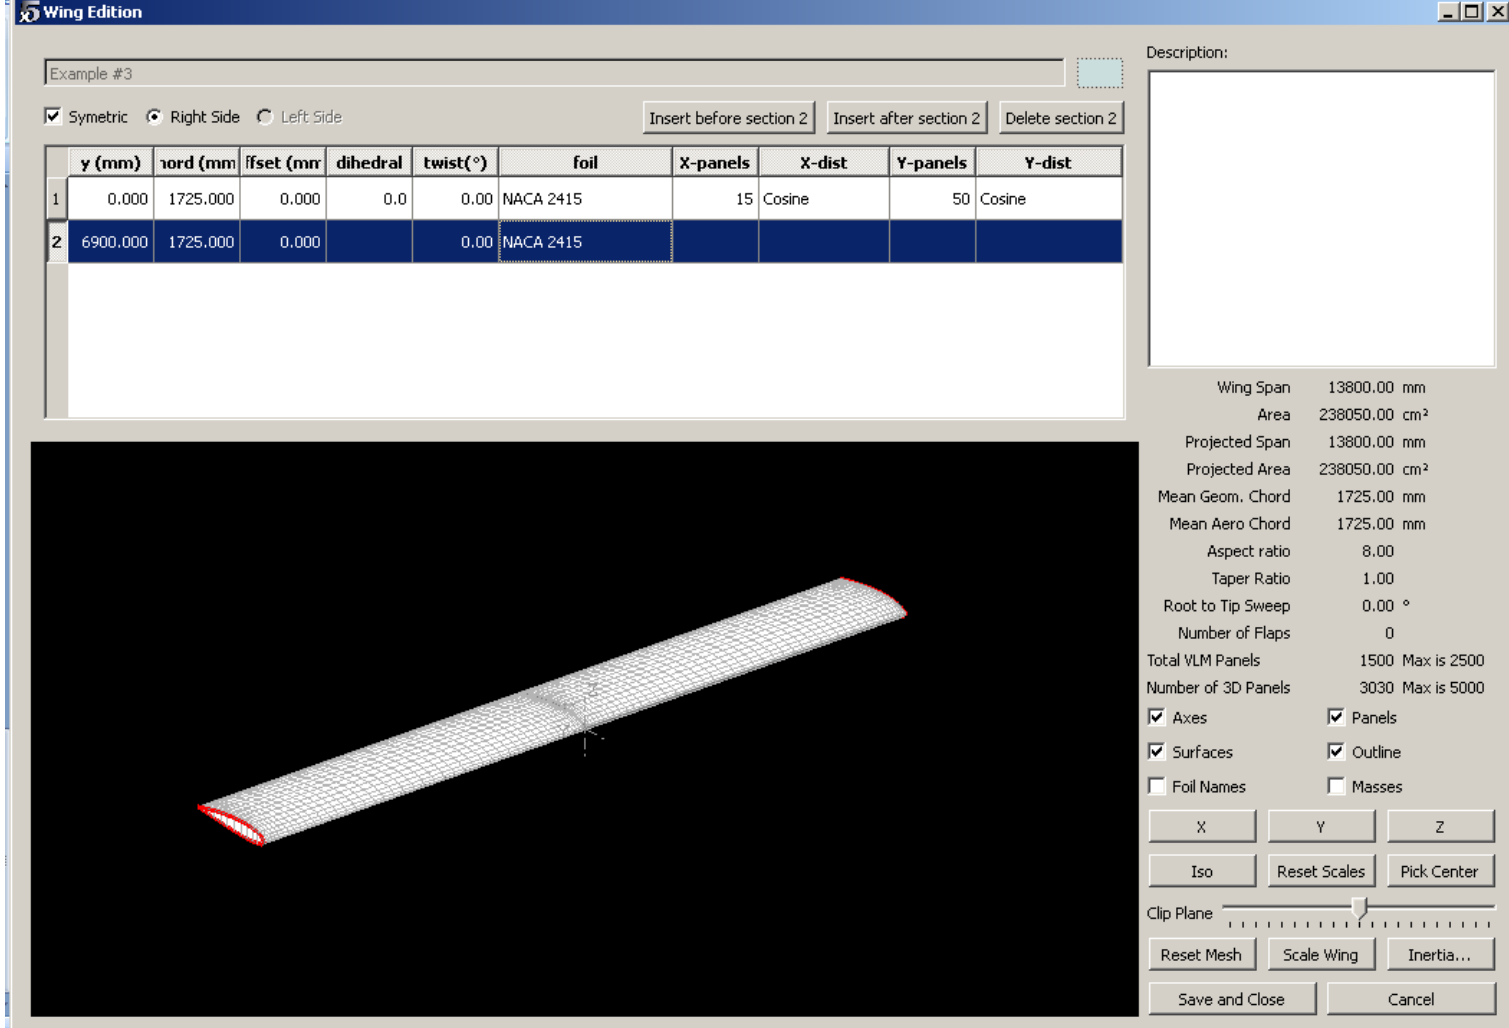 Wing Edition
Example #3
Description:
Symetric Right Side Left Side Insert before section 2 Insert after section 2 Delete section 2
y (mm) hord (mm ffset (mm dihedral twist(°) foil X-panels X-dist Y-panels Y-dist
1 0.000 1725.000 0.000 0.0 0.00 NACA 2415 15 Cosine 50 Cosine
2 6900.000 1725.000 0.000 0.00 NACA 2415
Wing Span 13800.00 mm
Area 238050.00 cm²
Projected Span 13800.00 mm
Projected Area 238050.00 cm²
Mean Geom. Chord 1725.00 mm
Mean Aero Chord 1725.00 mm
Aspect ratio 8.00
Taper Ratio 1.00
Root to Tip Sweep 0.00 °
Number of Flaps 0
Total VLM Panels 1500 Max is 2500
Number of 3D Panels 3030 Max is 5000
Axes Panels
Surfaces Outline
Foil Names Masses
X Y Z
Iso Reset Scales Pick Center
Clip Plane
Reset Mesh Scale Wing Inertia...
Save and Close Cancel